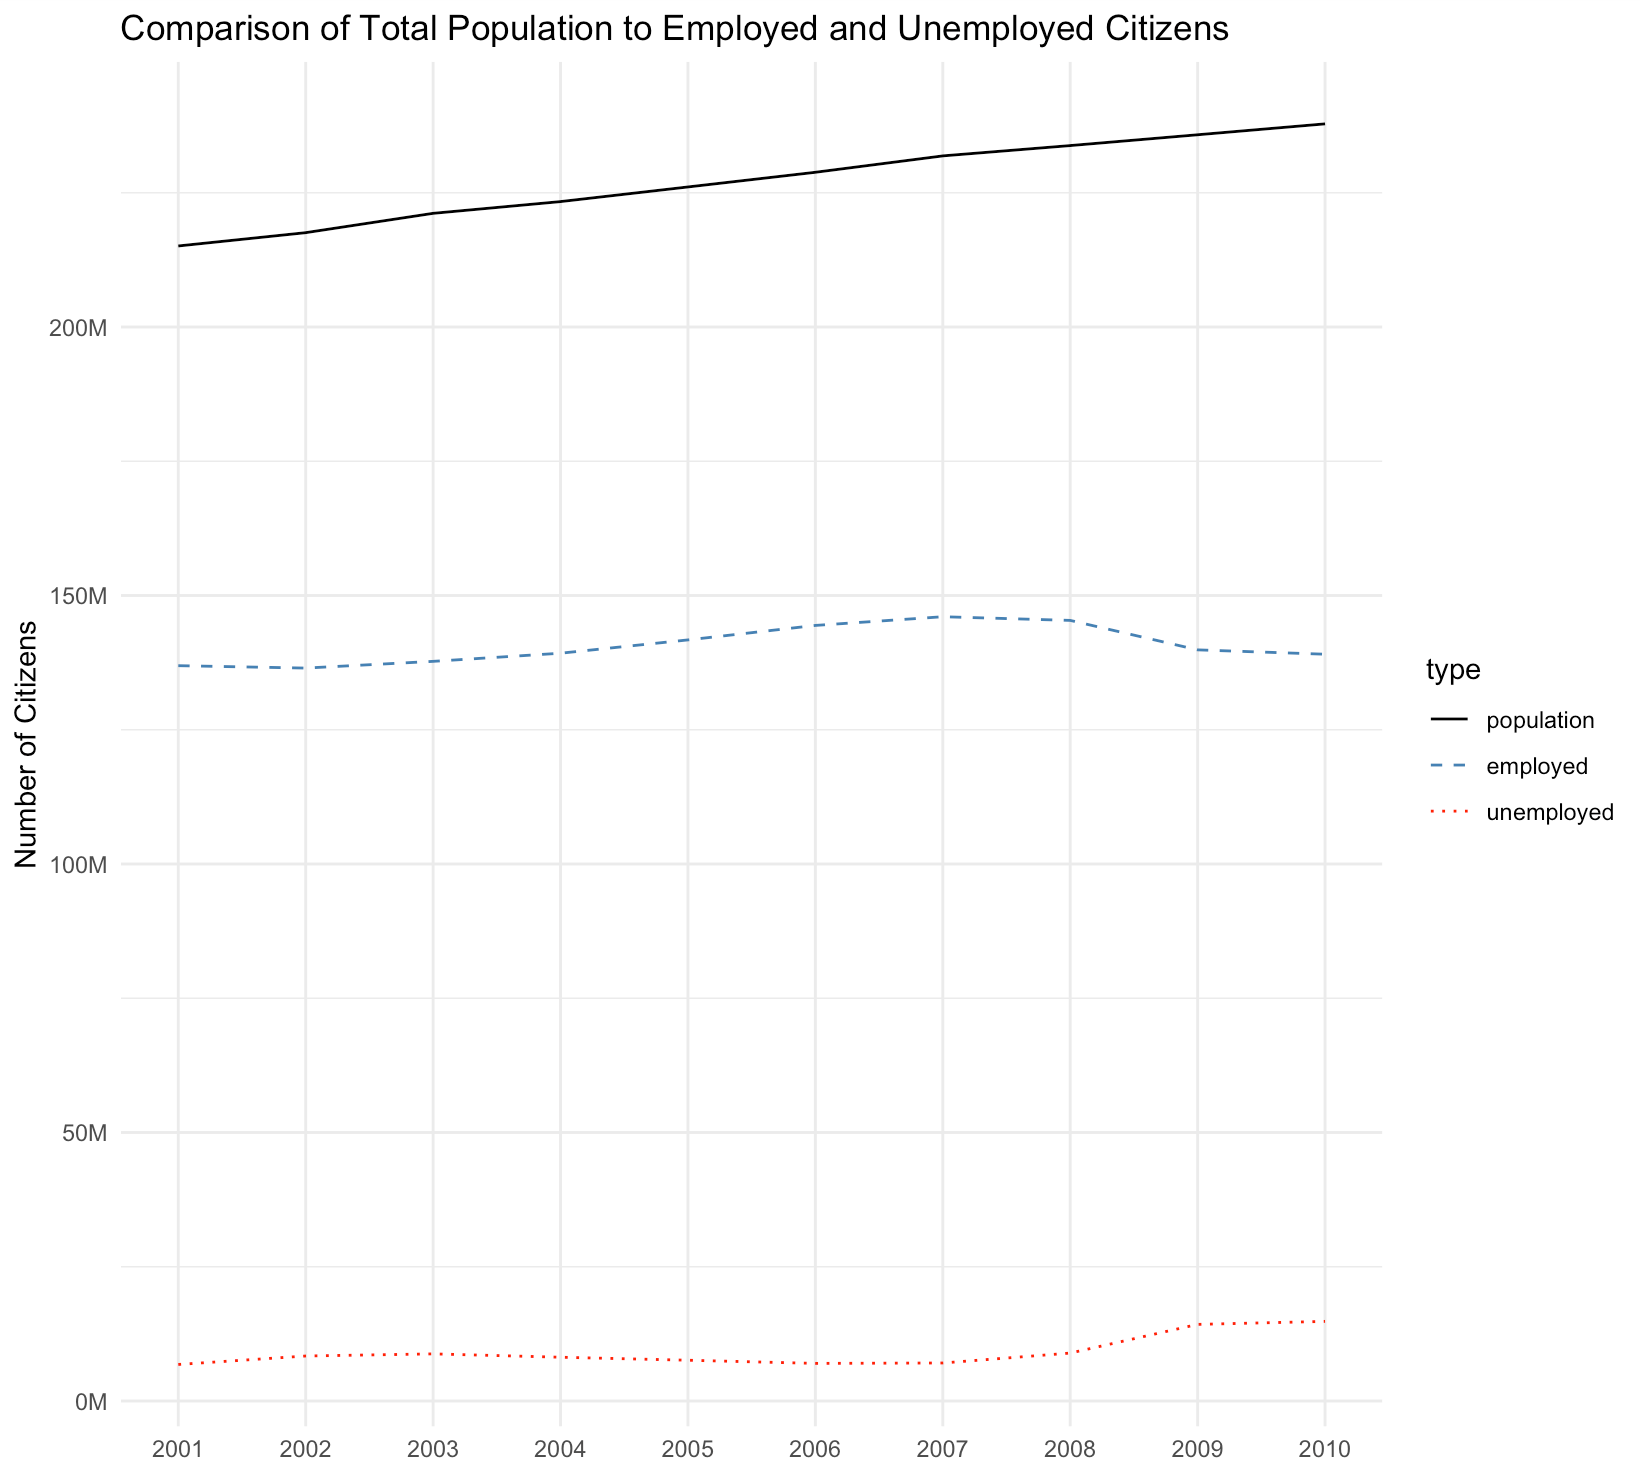 Comparison of Total Population to Employed and Unemployed Citizens
Number of Citizens
200M
150M
100M
50M
0M
2001 2002 2003 2004 2005 2006 2007 2008 2009 2010
type
population
employed
unemployed